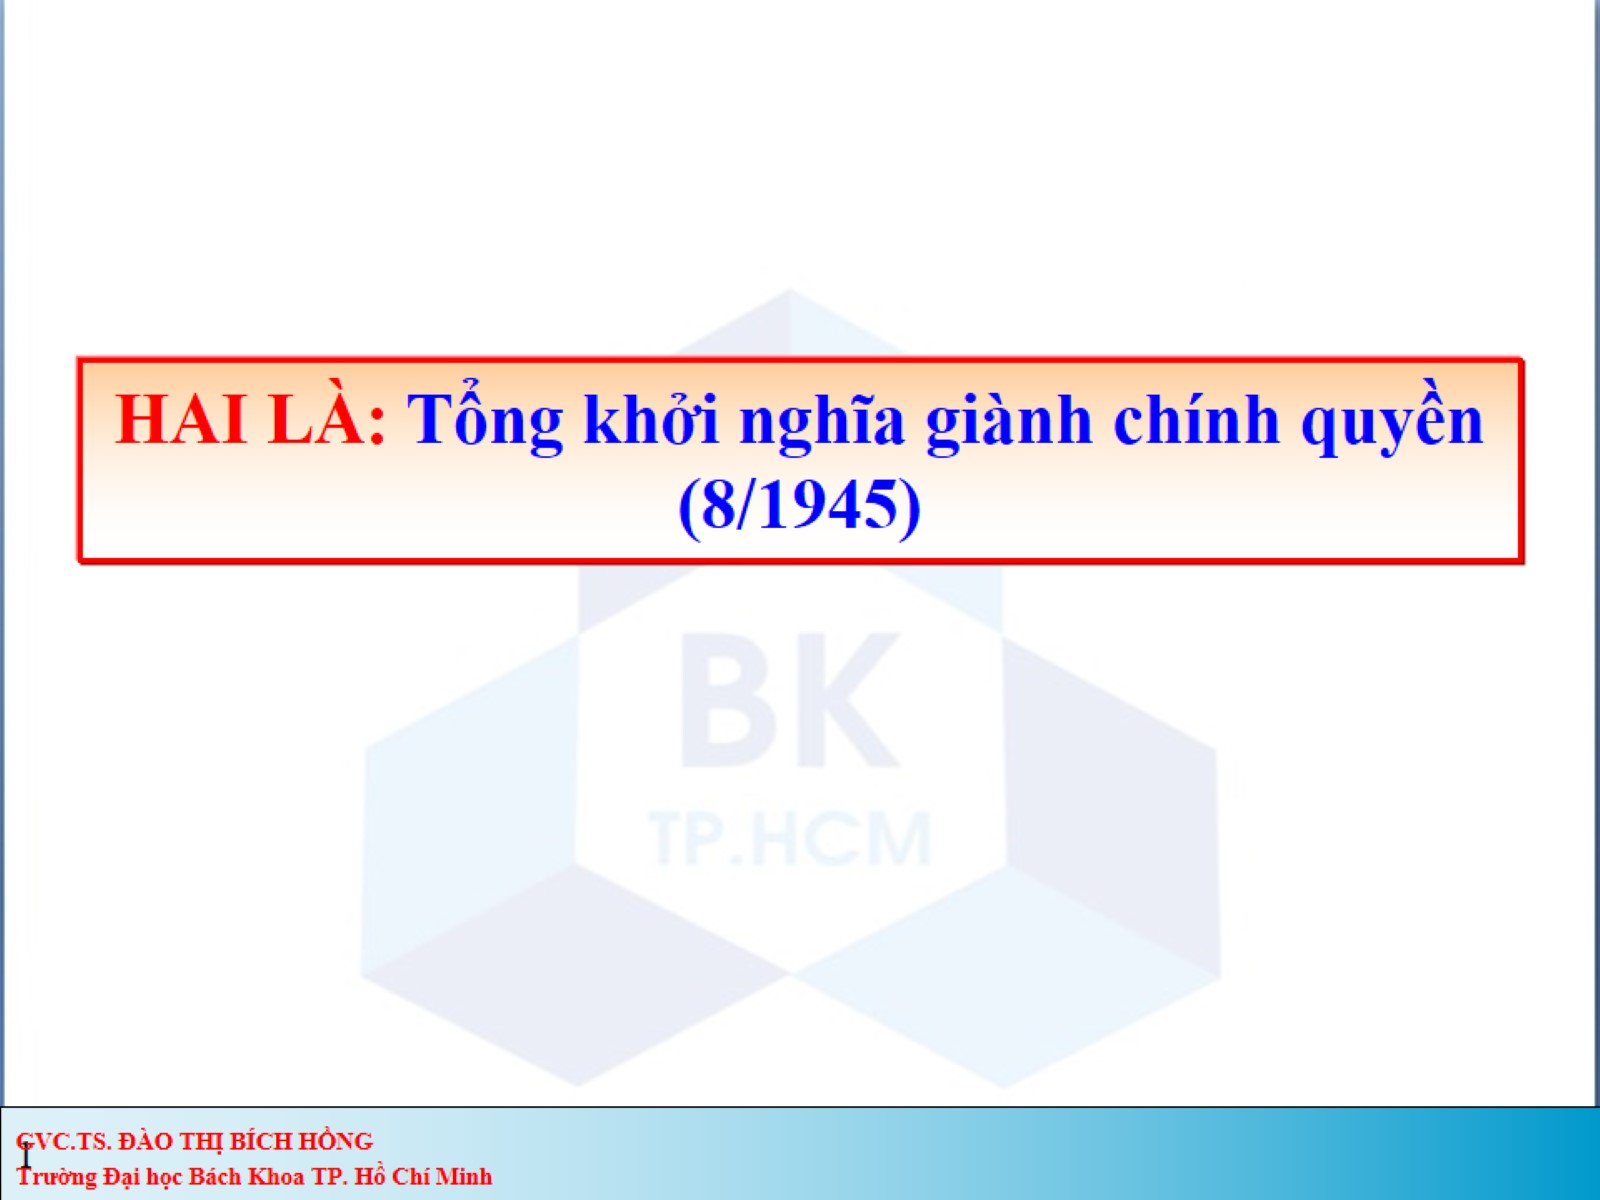 HAI LÀ: Tổng khởi nghĩa giành chính quyền
(8/1945)
BK
TP.HCM
GVC.TS. ĐÀO THỊ BÍCH HỒNG
1
Trường Đại học Bách Khoa TP. Hồ Chí Minh